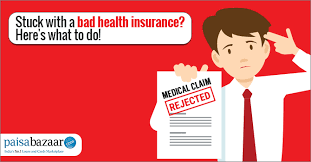 Stuck with a bad health insurance?
Here's what to do!
MEDICAL CLAIM
REJECTED
paisabazaar